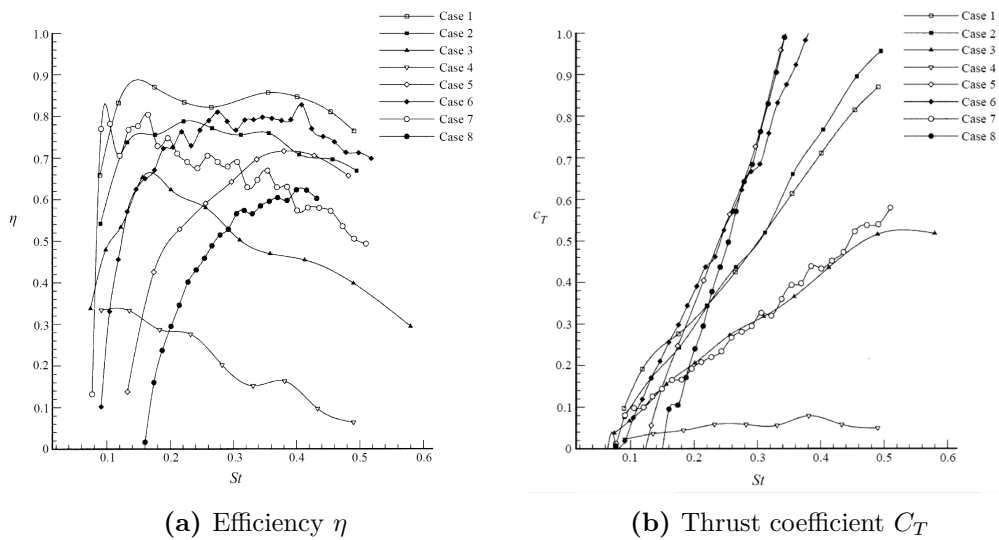 Case 1
Case 2
Case 3
Case 4
Case 5
Case 6
Case 7
Case 8
1.0
0.9
0.8
0.7
0.6
η
0.5
0.4
0.3
0.2
0.1
0
0.1 0.2 0.3 0.4 0.5 0.6
St
(a) Efficiency η
Case 1
Case 2
Case 3
Case 4
Case 5
Case 6
Case 7
Case 8
1.0
0.9
0.8
0.7
0.6
c_T
0.5
0.4
0.3
0.2
0.1
0
0.1 0.2 0.3 0.4 0.5 0.6
St
(b) Thrust coefficient C_T